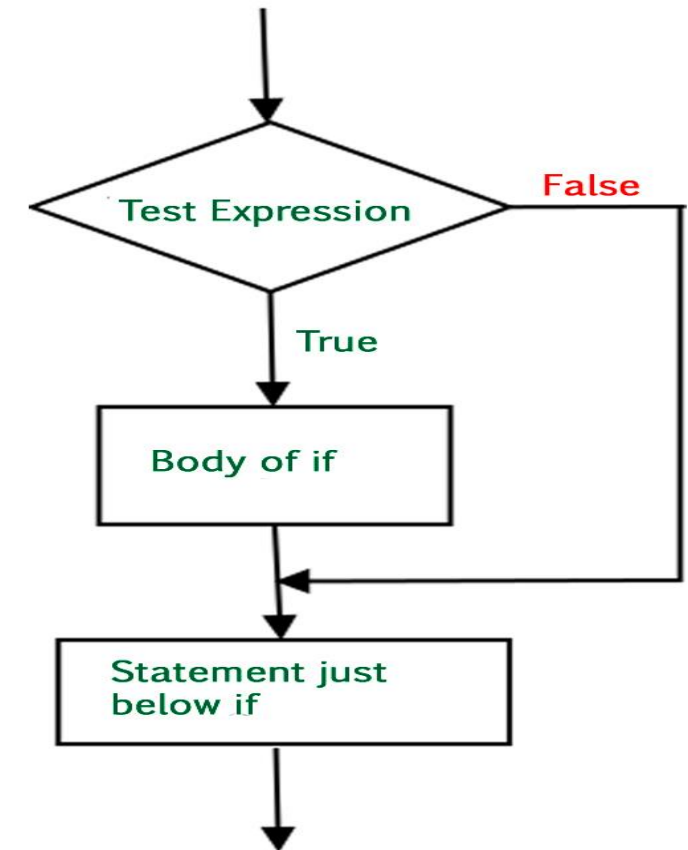 False
Test Expression
True
Body of if
Statement just
below if